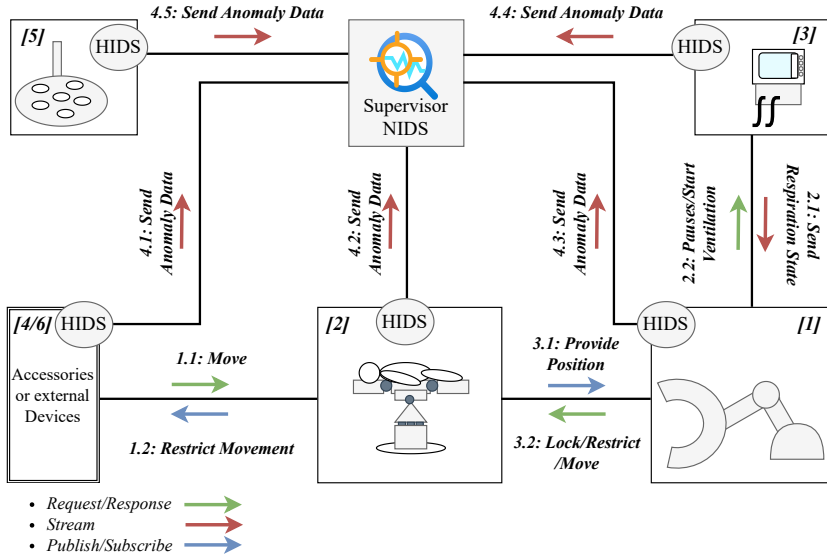 4.5: Send Anomaly Data
4.4: Send Anomaly Data
[5]
HIDS
Supervisor
NIDS
HIDS
[3]
4.1: Send
Anomaly Data
4.2: Send
Anomaly Data
4.3: Send
Anomaly Data
2.2: Pauses/Start
Ventilation
2.1: Send
Respiration State
[4/6]
HIDS
Accessories
or external
Devices
1.1: Move
1.2: Restrict Movement
[2]
HIDS
3.1: Provide
Position
3.2: Lock/Restrict
/Move
HIDS
[1]
• Request/Response
• Stream
• Publish/Subscribe